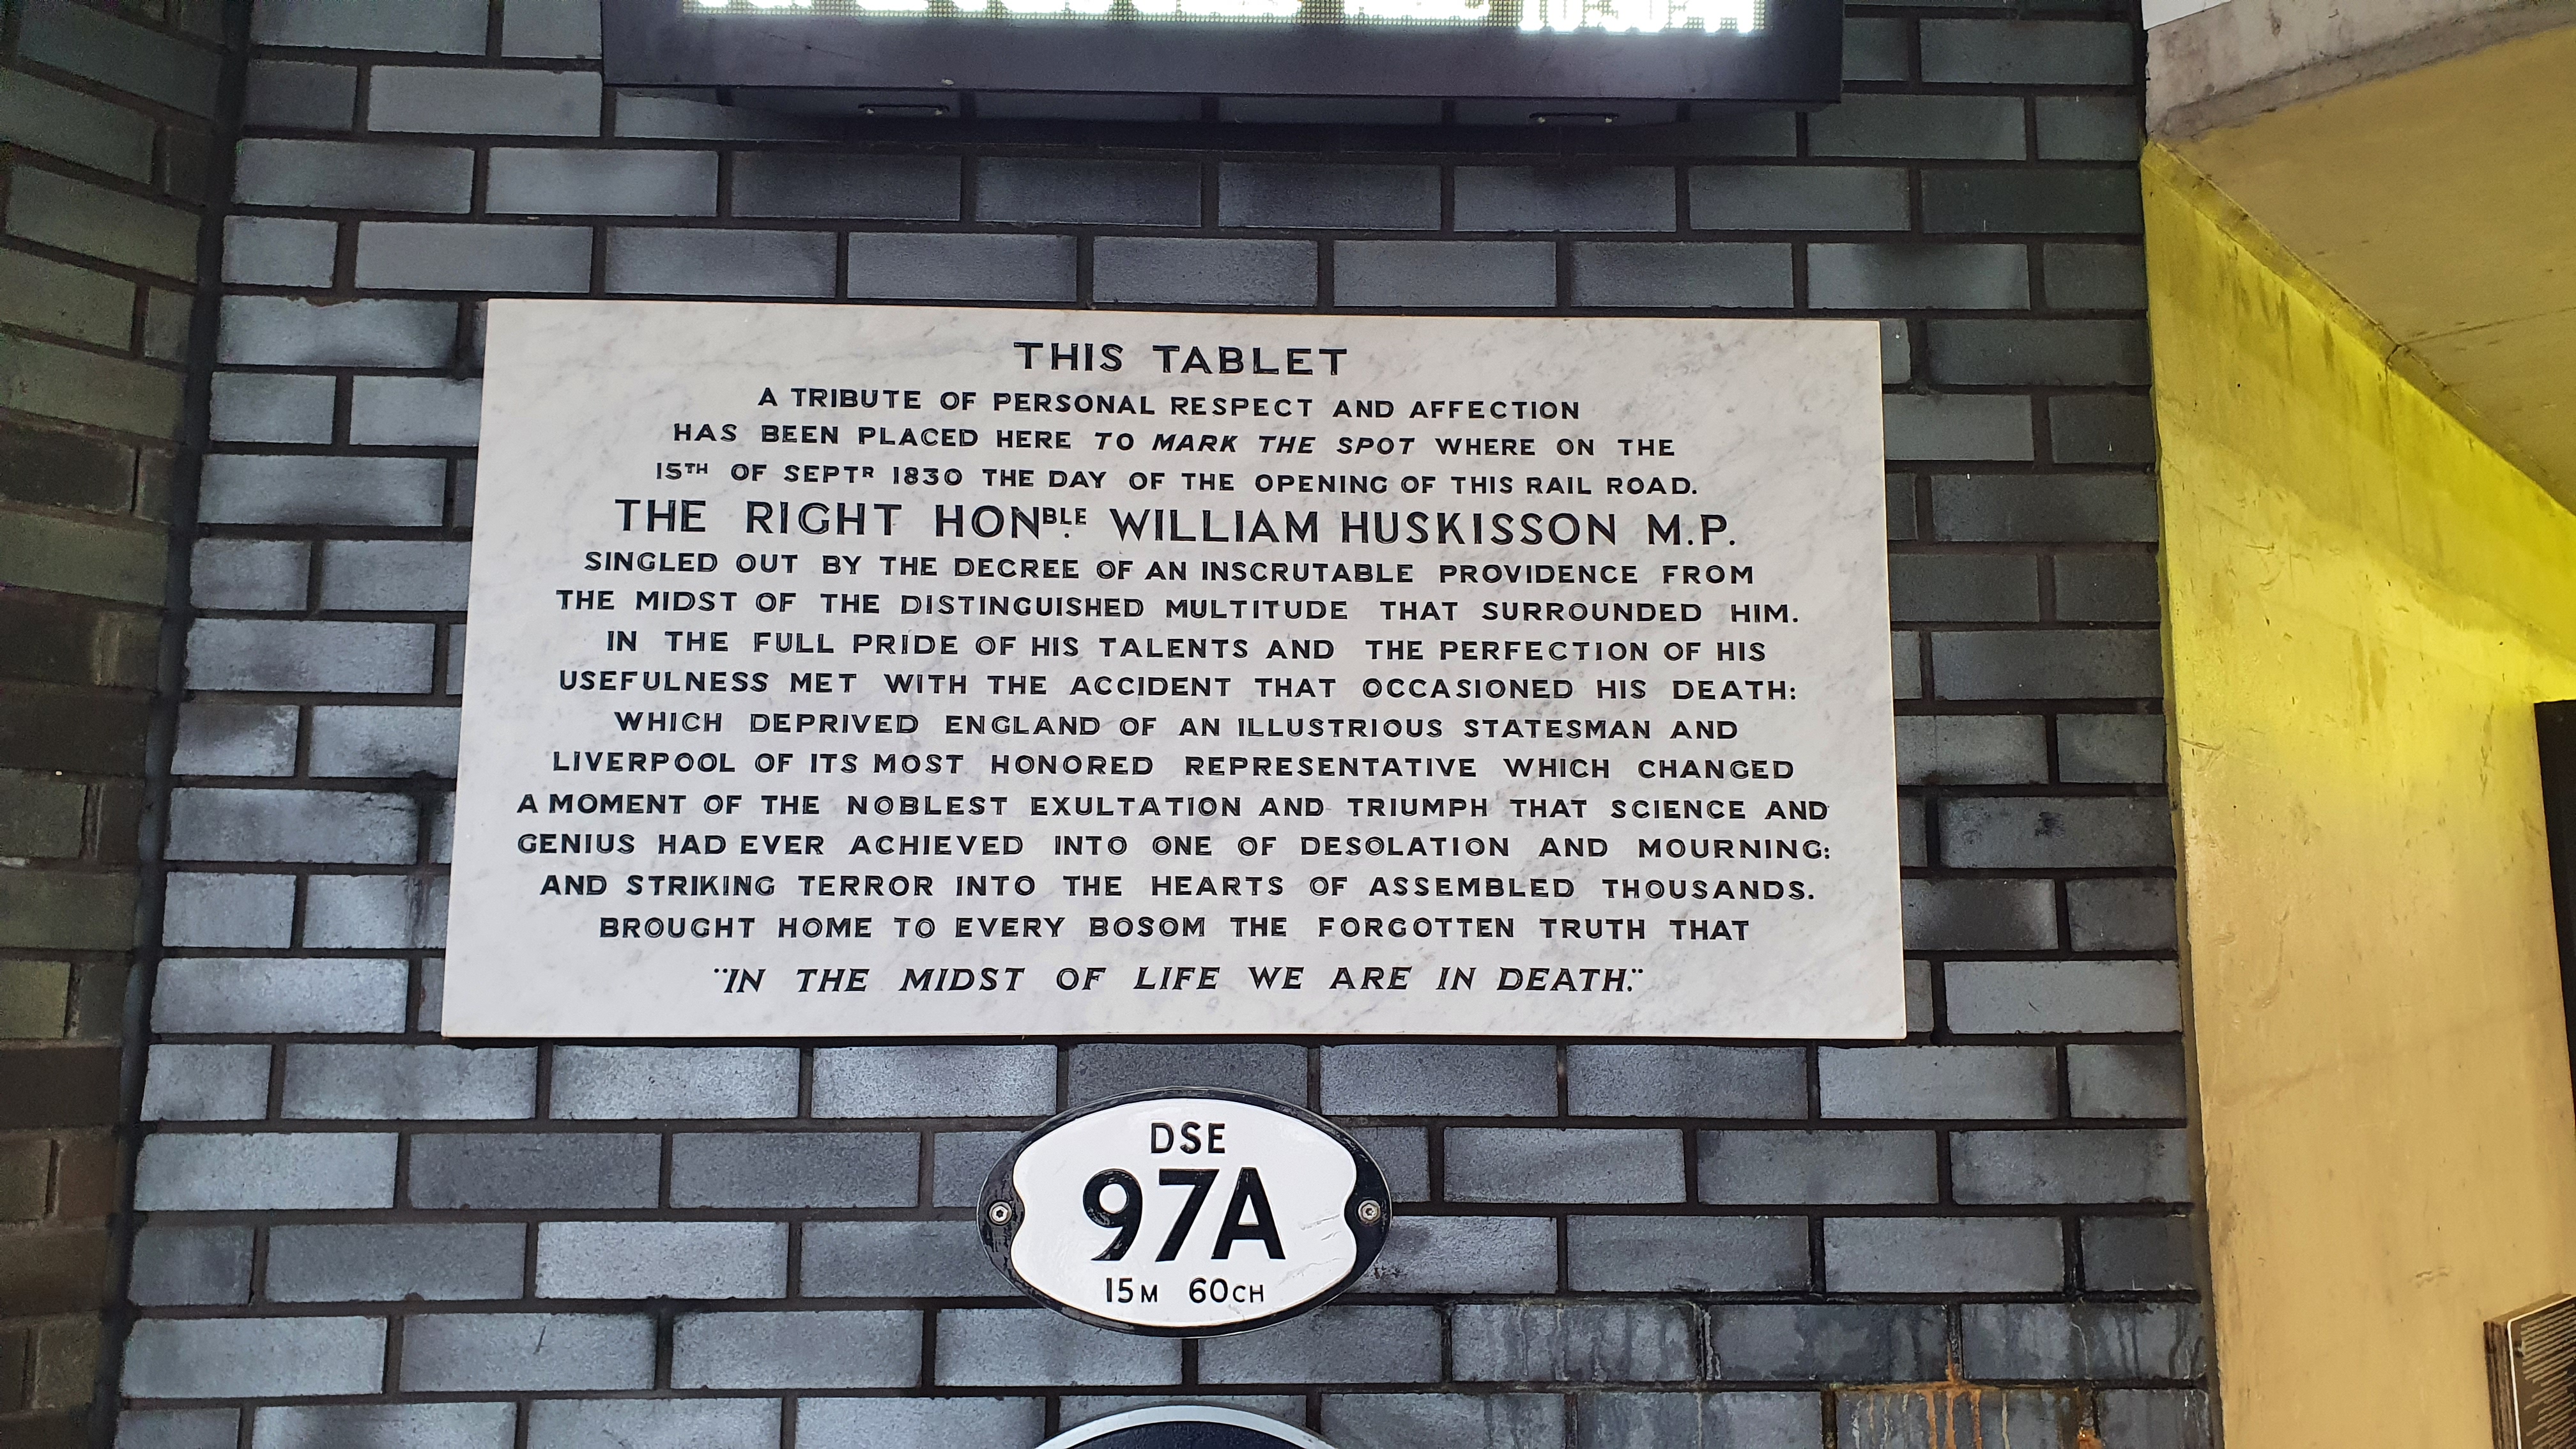 THIS TABLET
A TRIBUTE OF PERSONAL RESPECT AND AFFECTION
HAS BEEN PLACED HERE TO MARK THE SPOT WHERE ON THE
15TH OF SEPTR 1830 THE DAY OF THE OPENING OF THIS RAIL ROAD.
THE RIGHT HONBLE WILLIAM HUSKISSON M.P.
SINGLED OUT BY THE DECREE OF AN INSCRUTABLE PROVIDENCE FROM
THE MIDST OF THE DISTINGUISHED MULTITUDE THAT SURROUNDED HIM.
IN THE FULL PRIDE OF HIS TALENTS AND THE PERFECTION OF HIS
USEFULNESS MET WITH THE ACCIDENT THAT OCCASIONED HIS DEATH:
WHICH DEPRIVED ENGLAND OF AN ILLUSTRIOUS STATESMAN AND
LIVERPOOL OF ITS MOST HONORED REPRESENTATIVE WHICH CHANGED
A MOMENT OF THE NOBLEST EXULTATION AND TRIUMPH THAT SCIENCE AND
GENIUS HAD EVER ACHIEVED INTO ONE OF DESOLATION AND MOURNING:
AND STRIKING TERROR INTO THE HEARTS OF ASSEMBLED THOUSANDS.
BROUGHT HOME TO EVERY BOSOM THE FORGOTTEN TRUTH THAT
"IN THE MIDST OF LIFE WE ARE IN DEATH."
DSE
97A
15M 60CH